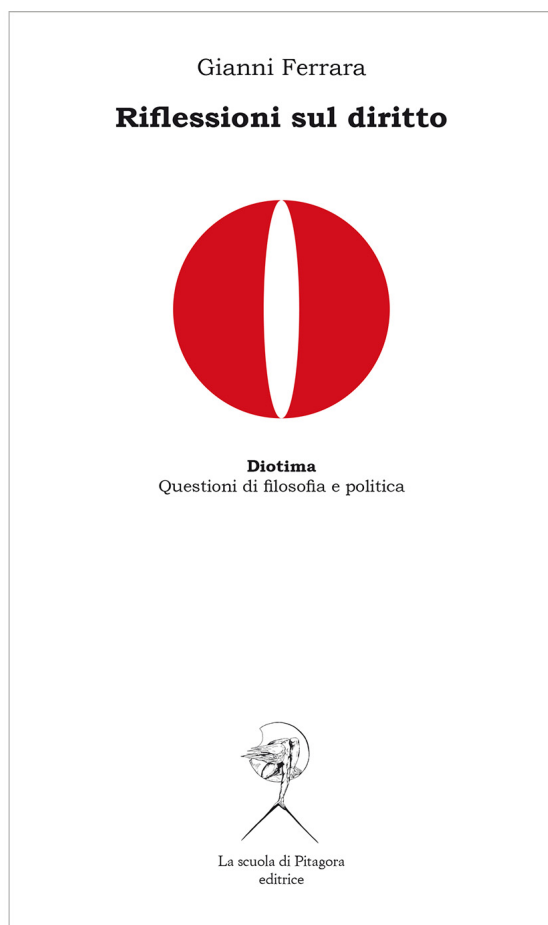 Gianni Ferrara
Riflessioni sul diritto
Diotima
Questioni di filosofia e politica
La scuola di Pitagora
editrice